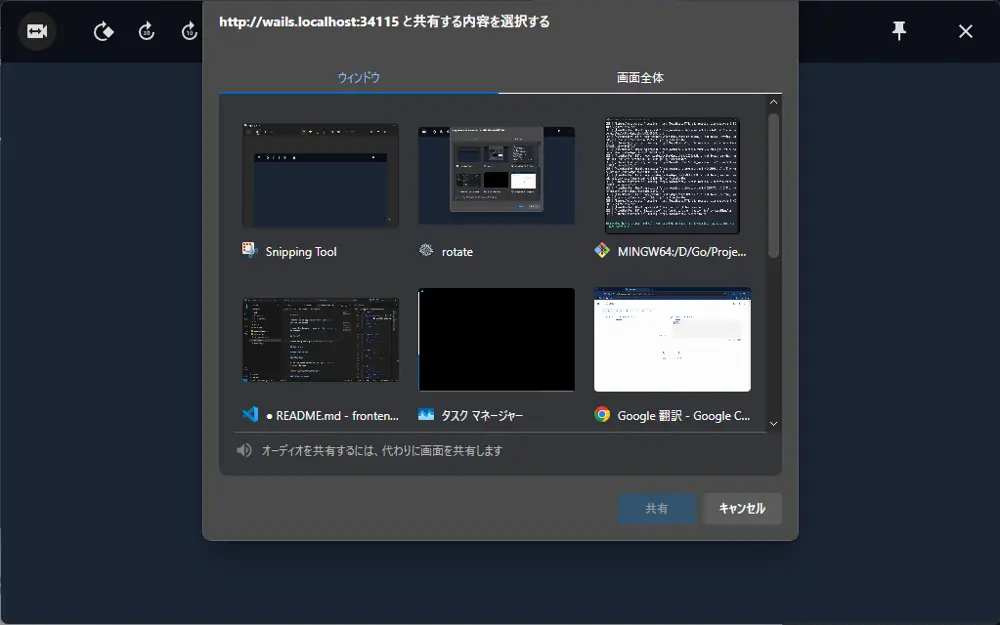 http://wails.localhost:34115 と共有する内容を選択する
ウィンドウ
画面全体
Snipping Tool
rotate
MINGW64:/D/Go/Proje...
● README.md - fronten...
タスク マネージャー
Google 翻訳 - Google C...
オーディオを共有するには、代わりに画面を共有します
共有
キャンセル